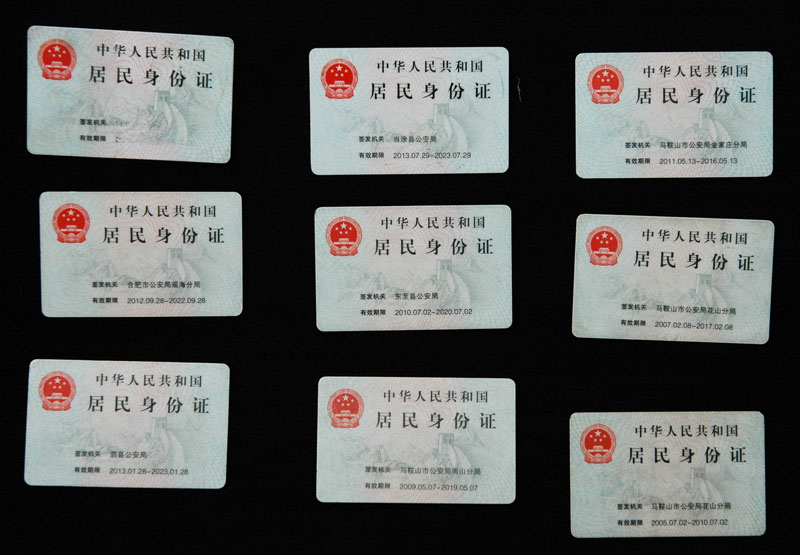 中华人民共和国
居民身份证
签发机关
有效期限
中华人民共和国
居民身份证
签发机关 当涂县公安局
有效期限 2013.07.29-2023.07.29
中华人民共和国
居民身份证
签发机关 马鞍山市公安局金家庄分局
有效期限 2011.05.13-2016.05.13
中华人民共和国
居民身份证
签发机关 合肥市公安局瑶海分局
有效期限 2012.09.28-2022.09.28
中华人民共和国
居民身份证
签发机关 东至县公安局
有效期限 2010.07.02-2020.07.02
中华人民共和国
居民身份证
签发机关 马鞍山市公安局花山分局
有效期限 2007.02.08-2017.02.08
中华人民共和国
居民身份证
签发机关 泗县公安局
有效期限 2013.01.28-2023.01.28
中华人民共和国
居民身份证
签发机关 马鞍山市公安局雨山分局
有效期限 2009.05.07-2019.05.07
中华人民共和国
居民身份证
签发机关 马鞍山市公安局花山分局
有效期限 2005.07.02-2010.07.02